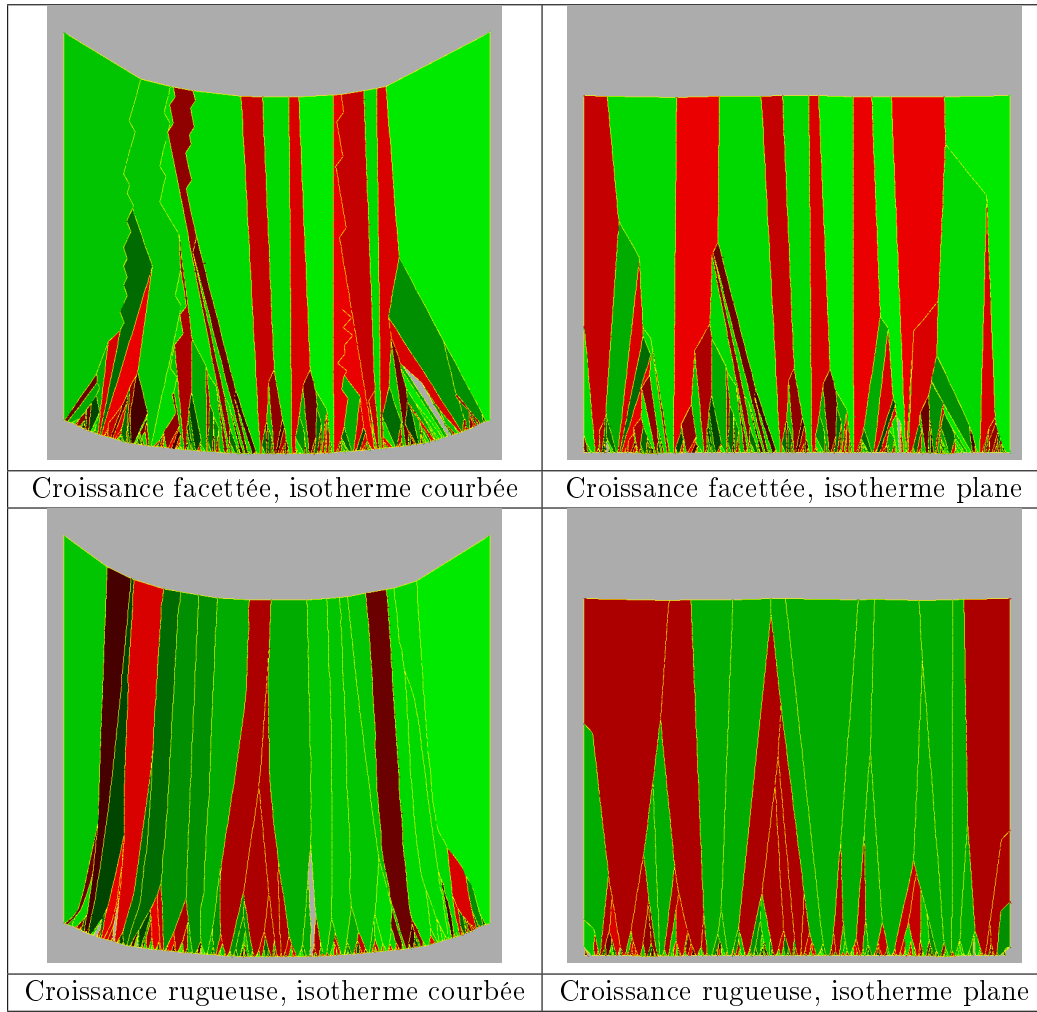 Croissance facettée, isotherme courbée
Croissance facettée, isotherme plane
Croissance rugueuse, isotherme courbée
Croissance rugueuse, isotherme plane